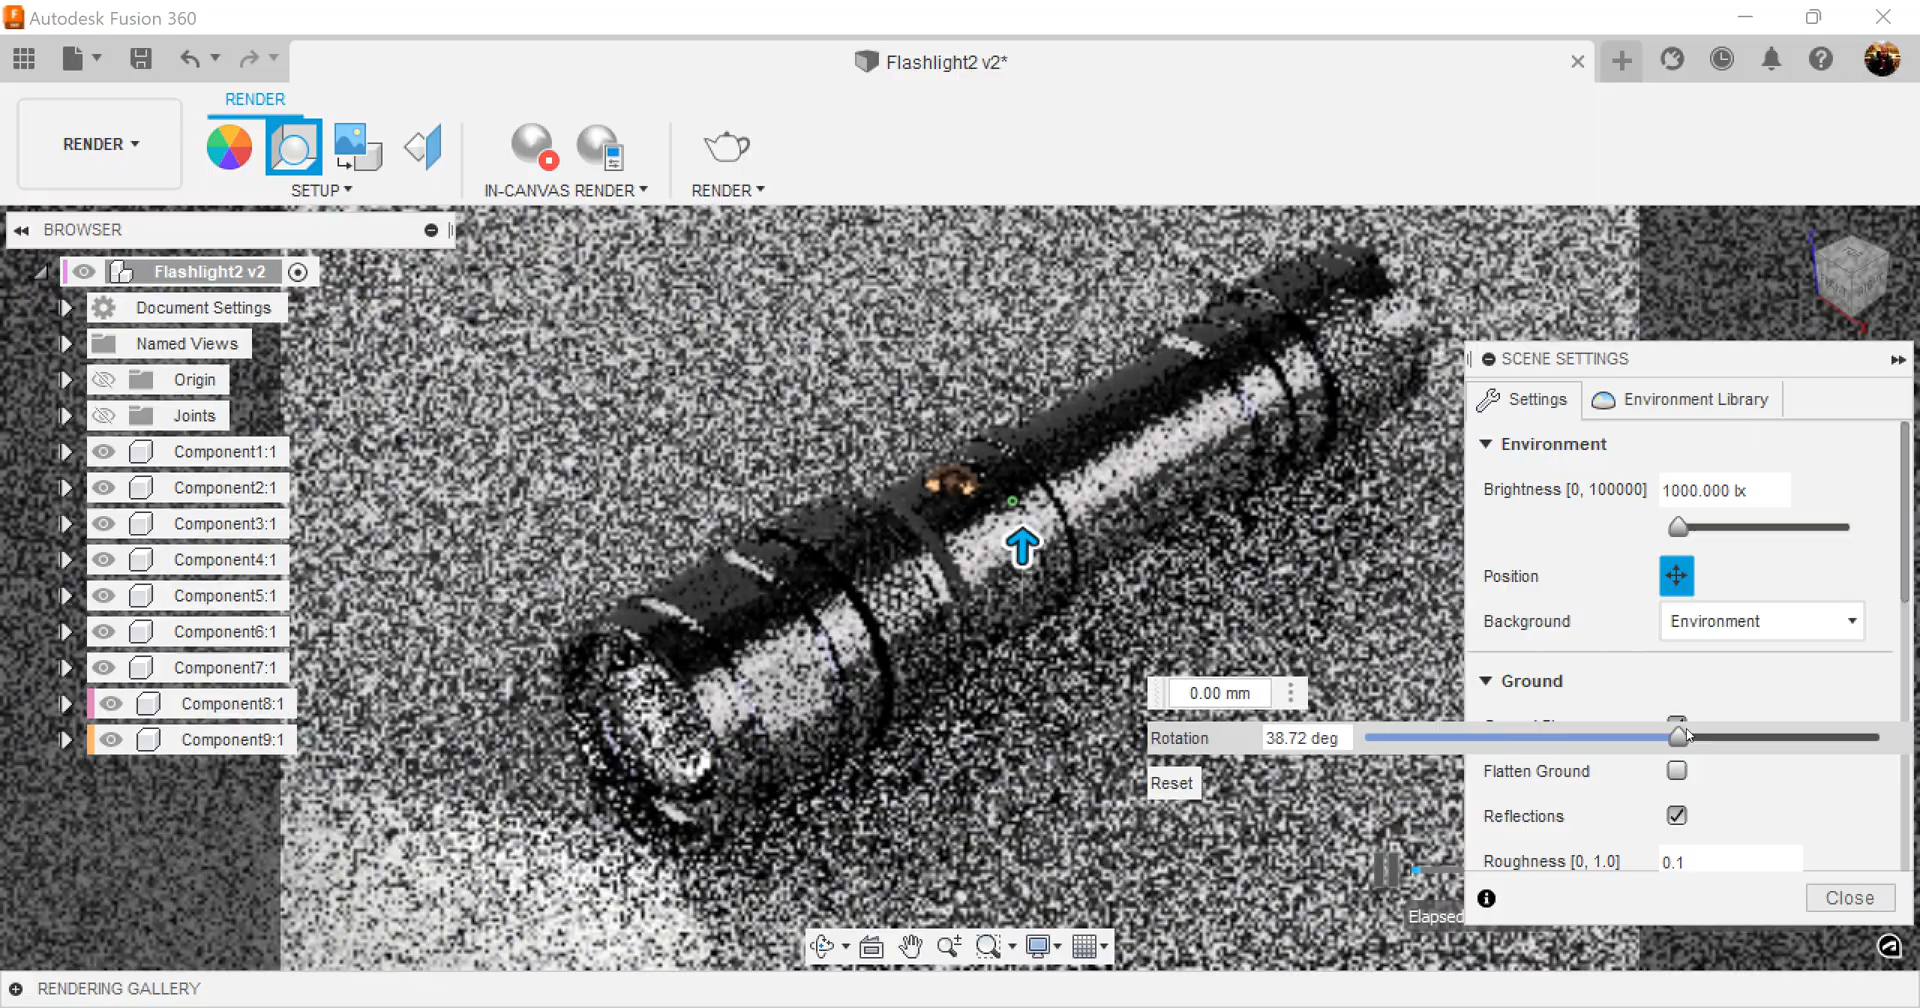 Autodesk Fusion 360
Flashlight2 v2*
RENDER
RENDER
SETUP
IN-CANVAS RENDER
RENDER
BROWSER
Flashlight2 v2
Document Settings
Named Views
Origin
Joints
Component1:1
Component2:1
Component3:1
Component4:1
Component5:1
Component6:1
Component7:1
Component8:1
Component9:1
SCENE SETTINGS
Settings
Environment Library
Environment
Brightness [0, 100000] 1000.000 lx
Position
Background Environment
Ground
0.00 mm
Rotation 38.72 deg
Reset
Flatten Ground
Reflections
Roughness [0, 1.0] 0.1
Close
Elapsed
RENDERING GALLERY